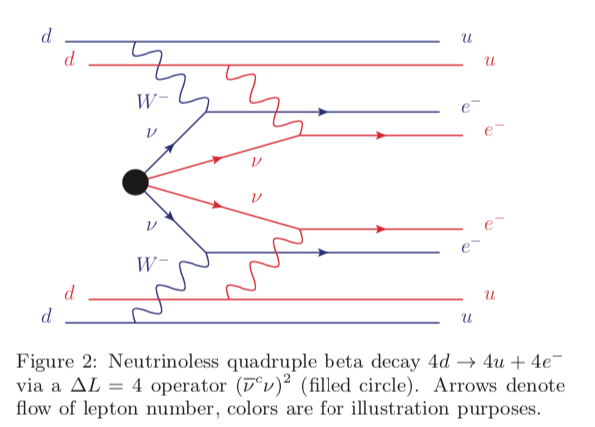 d u
d u
W⁻ e⁻
ν e⁻
ν
ν
ν e⁻
W⁻ e⁻
d u
d u
Figure 2: Neutrinoless quadruple beta decay 4d → 4u + 4e⁻
via a ΔL = 4 operator (ν̅ᶜν)² (filled circle). Arrows denote
flow of lepton number, colors are for illustration purposes.